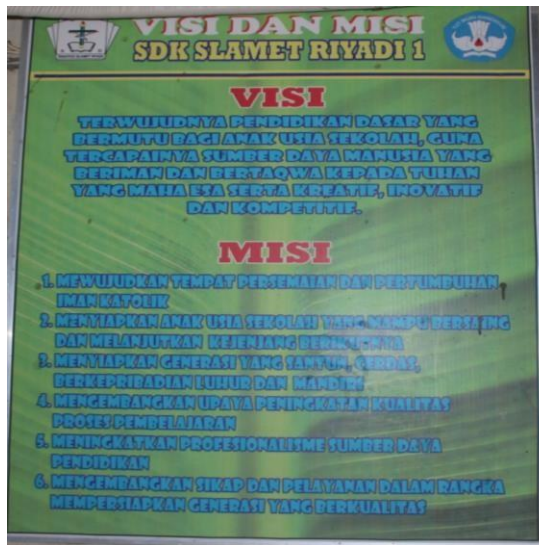 VISI DAN MISI
SDK SLAMET RIYADI 1
VISI
TERWUJUDNYA PENDIDIKAN DASAR YANG
BERMUTU BAGI ANAK USIA SEKOLAH, GUNA
TERCAPAINYA SUMBER DAYA MANUSIA YANG
BERIMAN DAN BERTAQWA KEPADA TUHAN
YANG MAHA ESA SERTA KREATIF, INOVATIF
DAN KOMPETITIF.
MISI
1. MEWUJUDKAN TEMPAT PERSEMAIAN DAN PERTUMBUHAN
IMAN KATOLIK
2. MENYIAPKAN ANAK USIA SEKOLAH YANG MAMPU BERSAING
DAN MELANJUTKAN KEJENJANG BERIKUTNYA
3. MENYIAPKAN GENERASI YANG SANTUN, CERDAS,
BERKEPRIBADIAN LUHUR DAN MANDIRI
4. MENGEMBANGKAN UPAYA PENINGKATAN KUALITAS
PROSES PEMBELAJARAN
5. MENINGKATKAN PROFESIONALISME SUMBER DAYA
PENDIDIKAN
6. MENGEMBANGKAN SIKAP DAN PELAYANAN DALAM RANGKA
MEMPERSIAPKAN GENERASI YANG BERKUALITAS